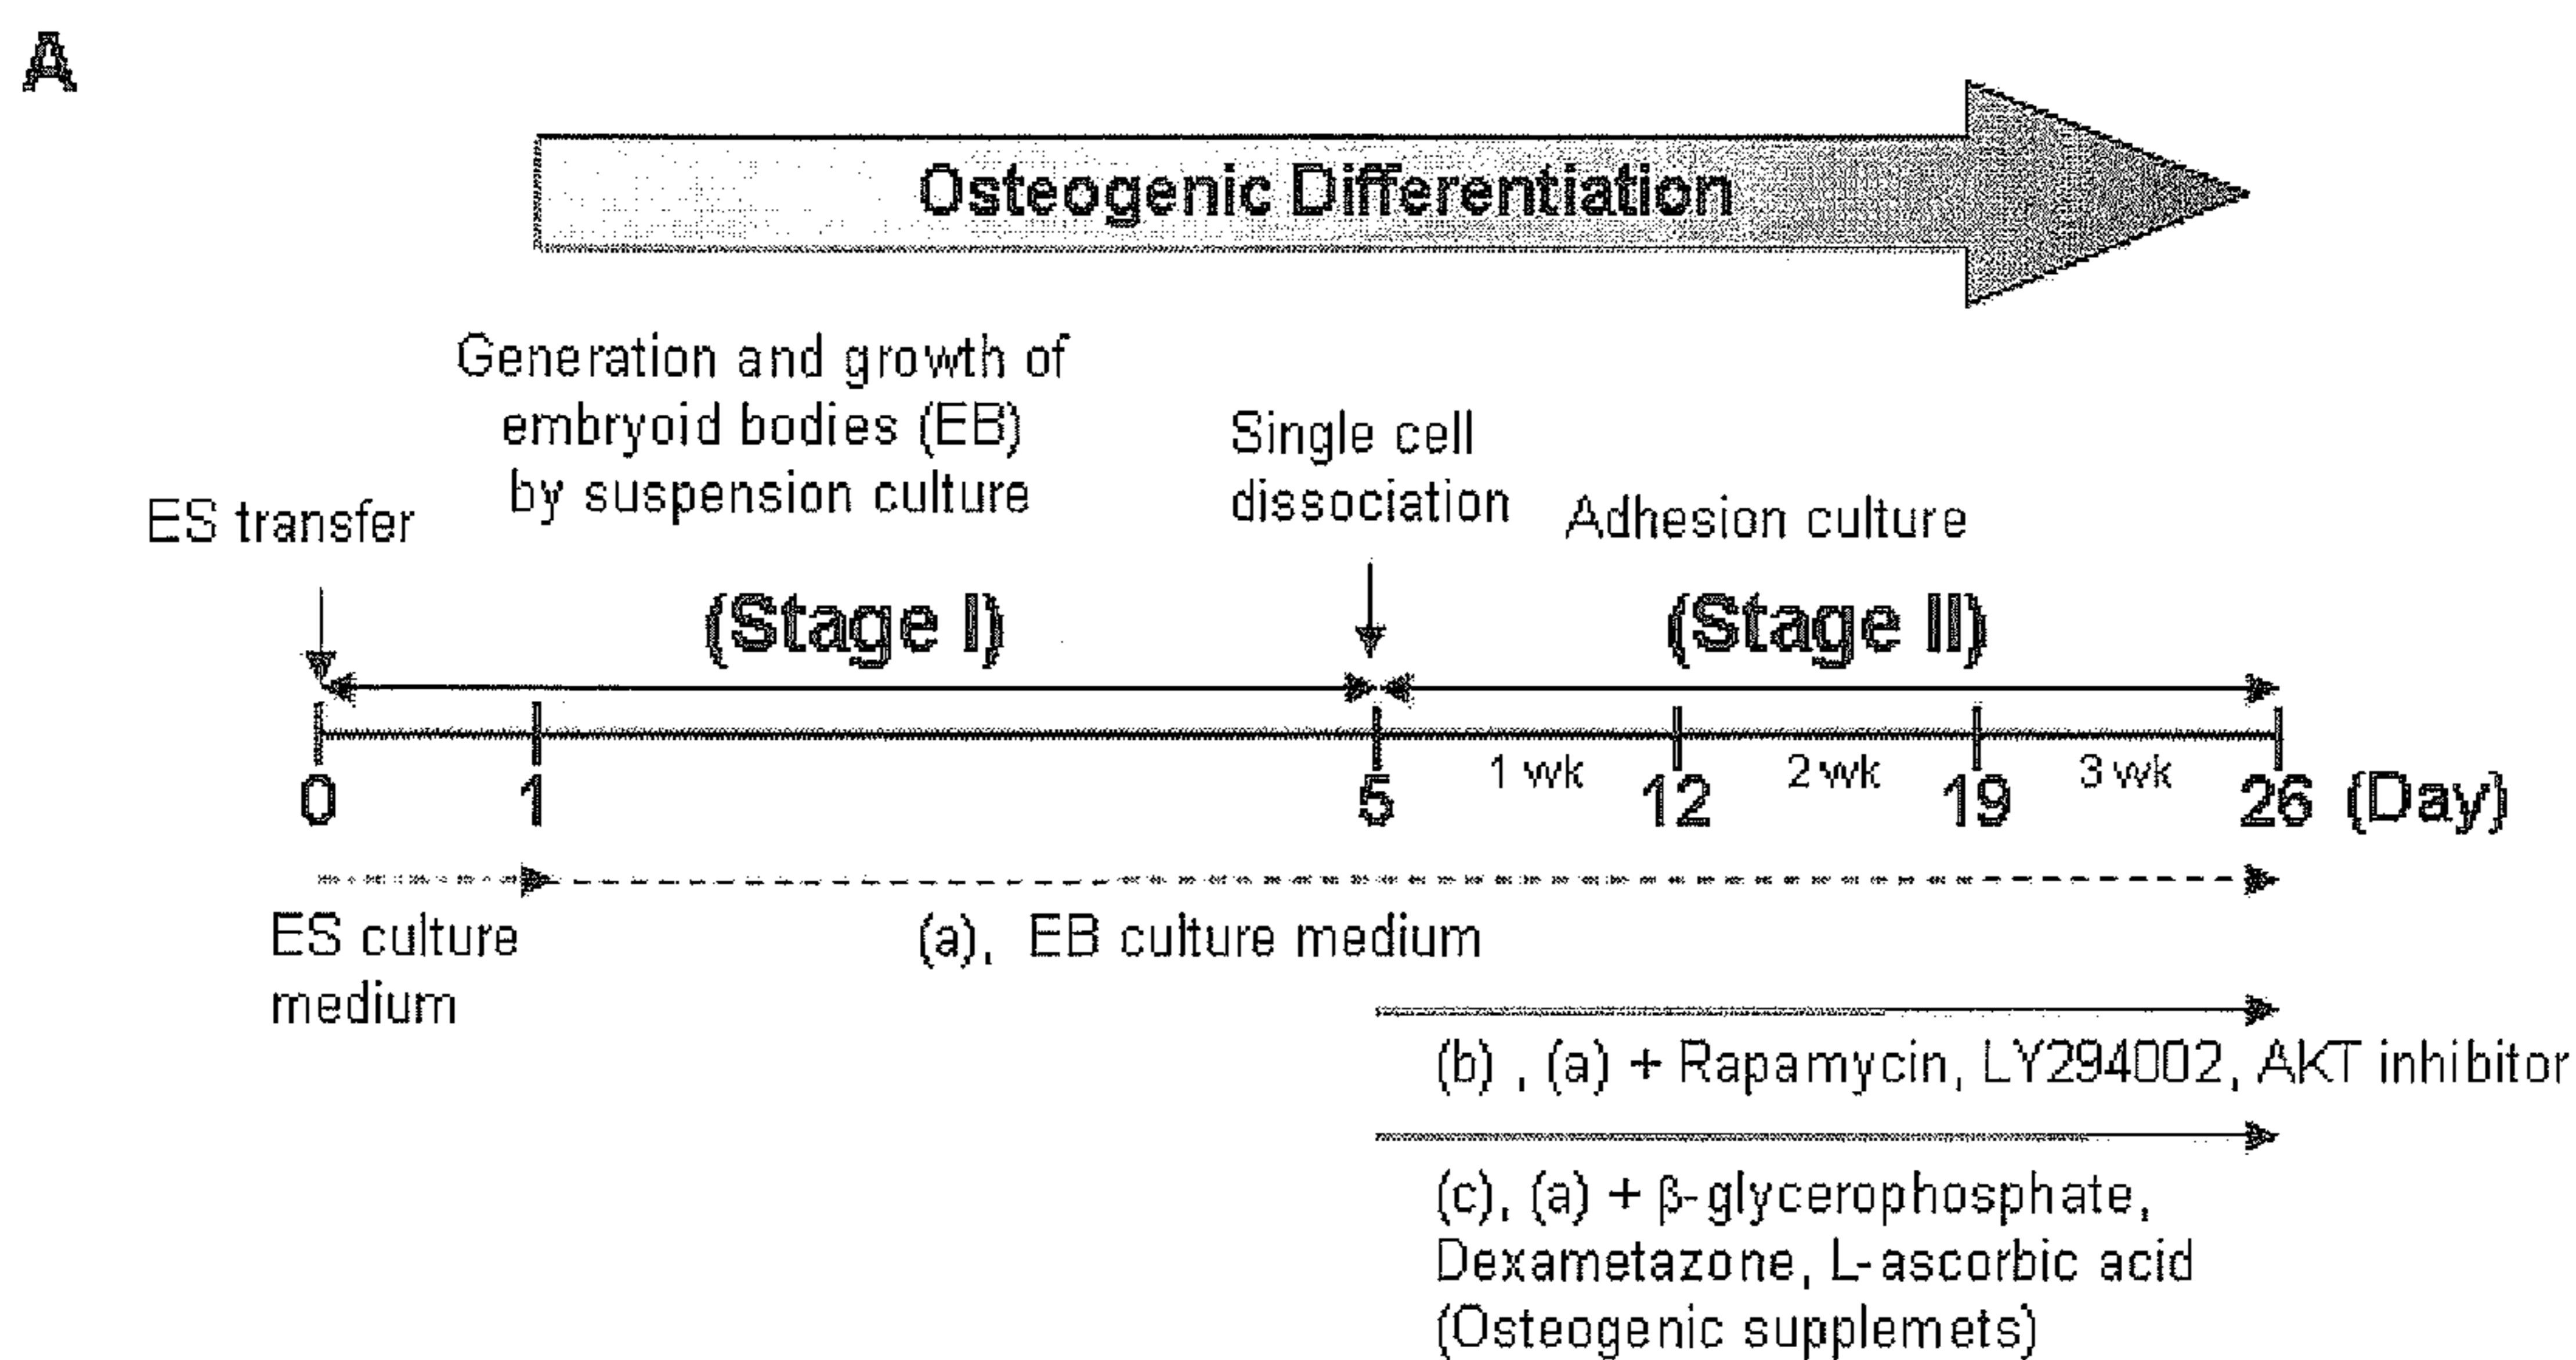 A
Osteogenic Differentiation
Generation and growth of
embryoid bodies (EB)
by suspension culture
ES transfer
Single cell
dissociation
Adhesion culture
(Stage I)
(Stage II)
1 wk
2 wk
3 wk
0
1
5
12
19
26 (Day)
ES culture
medium
(a), EB culture medium
(b) , (a) + Rapamycin, LY294002, AKT inhibitor
(c), (a) + β-glycerophosphate,
Dexametazone, L-ascorbic acid
(Osteogenic supplemets)